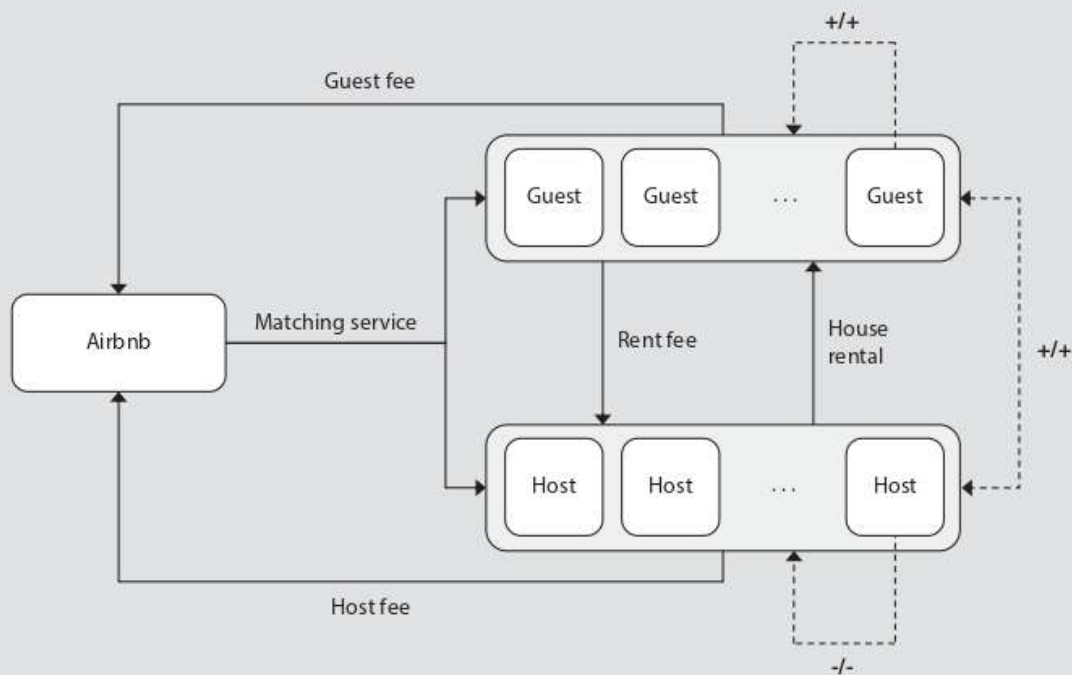 +/+
Guest fee
Guest
Guest
...
Guest
Airbnb
Matching service
Rent fee
House
rental
+/+
Host
Host
...
Host
Host fee
-/-